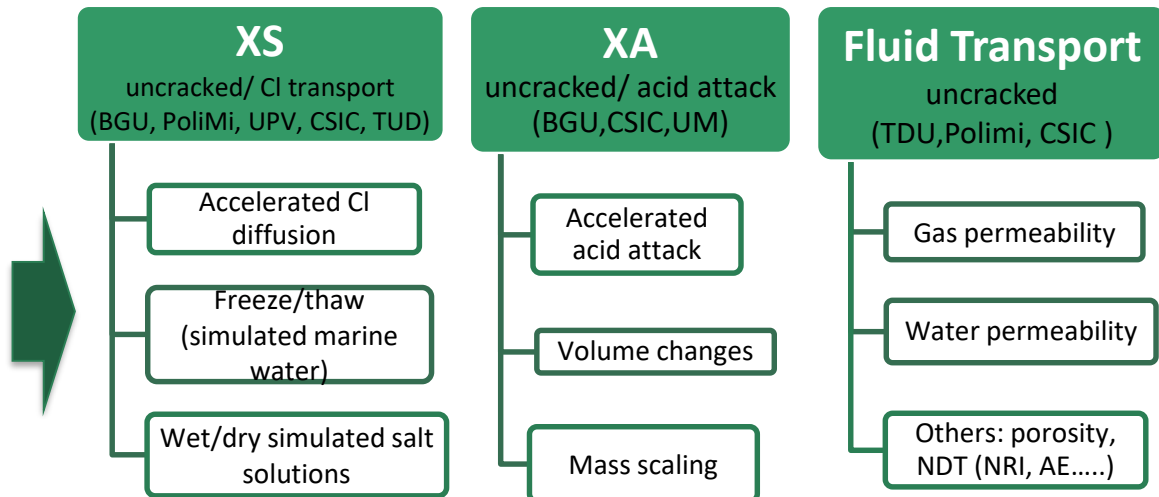 XS
uncracked/ Cl transport
(BGU, PoliMi, UPV, CSIC, TUD)
Accelerated Cl
diffusion
Freeze/thaw
(simulated marine
water)
Wet/dry simulated salt
solutions
XA
uncracked/ acid attack
(BGU,CSIC,UM)
Accelerated
acid attack
Volume changes
Mass scaling
Fluid Transport
uncracked
(TDU,Polimi, CSIC )
Gas permeability
Water permeability
Others: porosity,
NDT (NRI, AE…..)